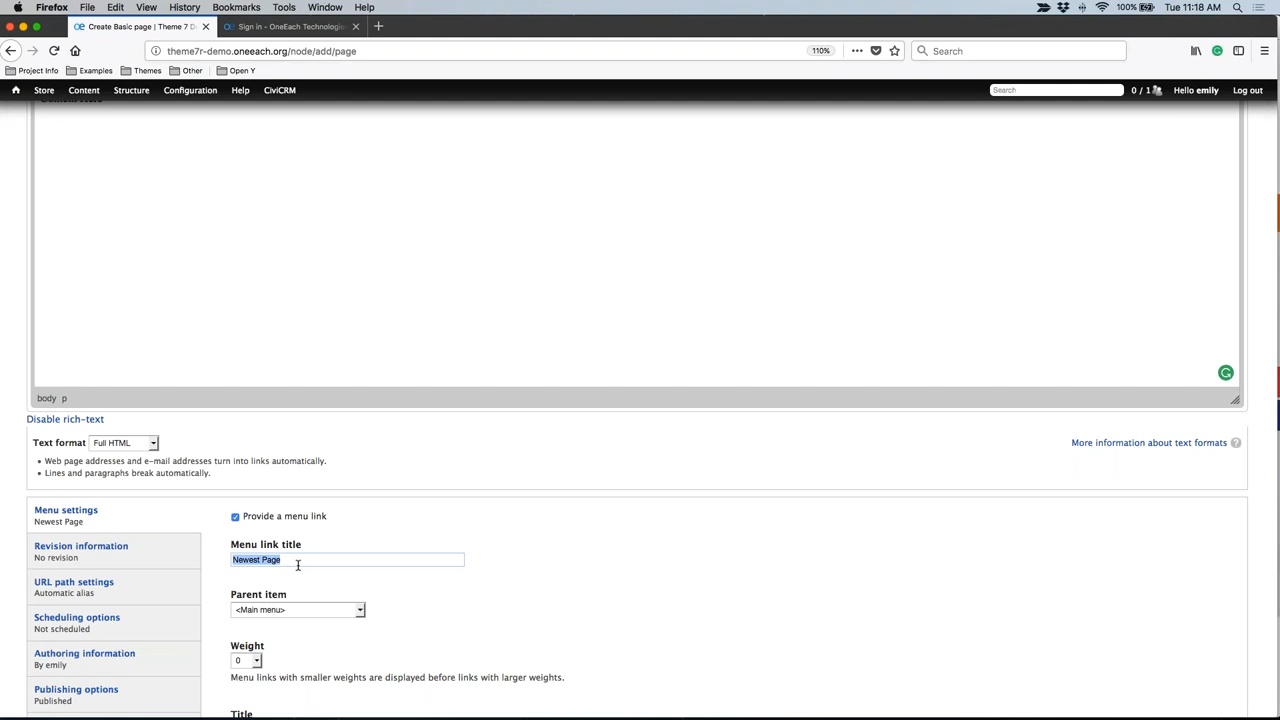 Firefox File Edit View History Bookmarks Tools Window Help 100% Tue 11:18 AM
Create Basic page | Theme 7 D Sign in - OneEach Technologie
theme7r-demo.oneeach.org/node/add/page 110% Search
Project Info Examples Themes Other Open Y
Store Content Structure Configuration Help CiviCRM Search 0 / 1 Hello emily Log out
body p
Disable rich-text
Text format Full HTML More information about text formats
Web page addresses and e-mail addresses turn into links automatically.
Lines and paragraphs break automatically.
Menu settings
Newest Page
Provide a menu link
Revision information
No revision
Menu link title
Newest Page
URL path settings
Automatic alias
Parent item
<Main menu>
Scheduling options
Not scheduled
Weight
0
Authoring information
By emily
Menu links with smaller weights are displayed before links with larger weights.
Publishing options
Published
Title